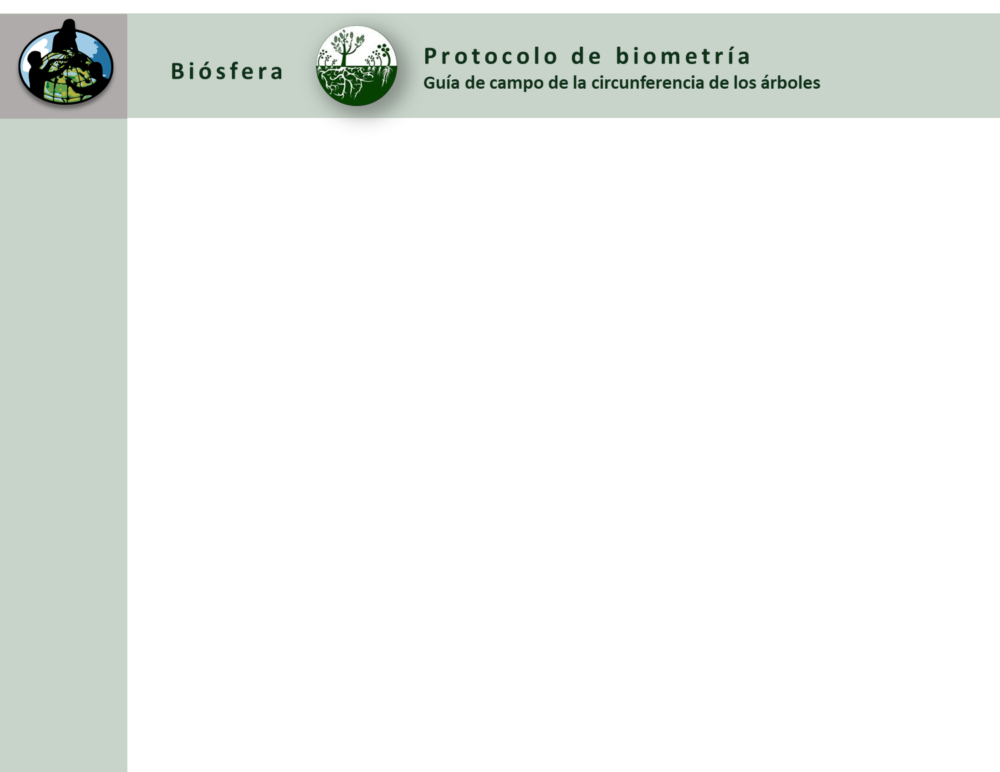 Biósfera
Protocolo de biometría
Guía de campo de la circunferencia de los árboles